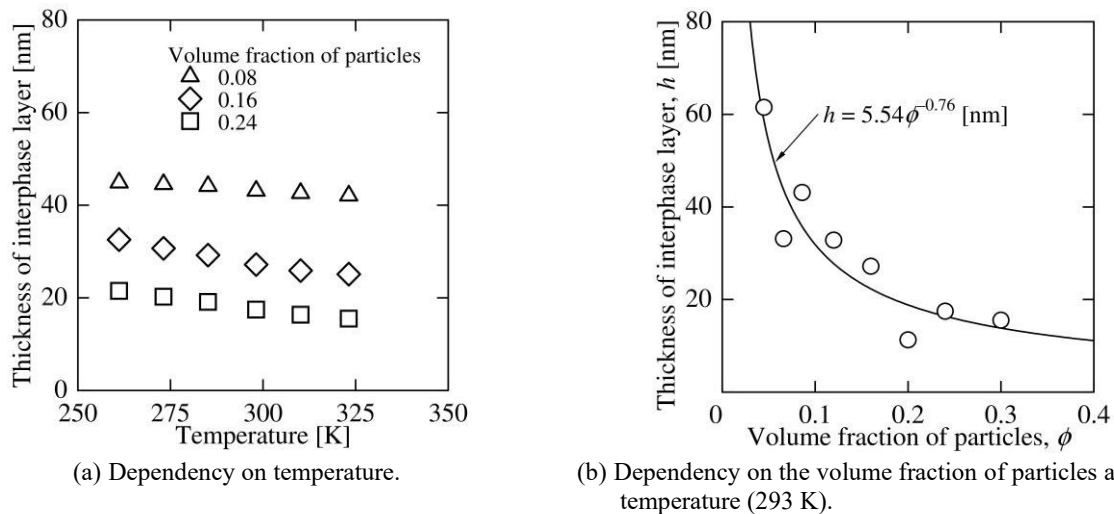 Thickness of interphase layer [nm]
80
60
40
20
0
Volume fraction of particles
0.08
0.16
0.24
250 275 300 325 350
Temperature [K]
(a) Dependency on temperature.
Thickness of interphase layer, h [nm]
80
60
40
20
h = 5.54ϕ^−0.76 [nm]
0 0.1 0.2 0.3 0.4
Volume fraction of particles, ϕ
(b) Dependency on the volume fraction of particles a
temperature (293 K).